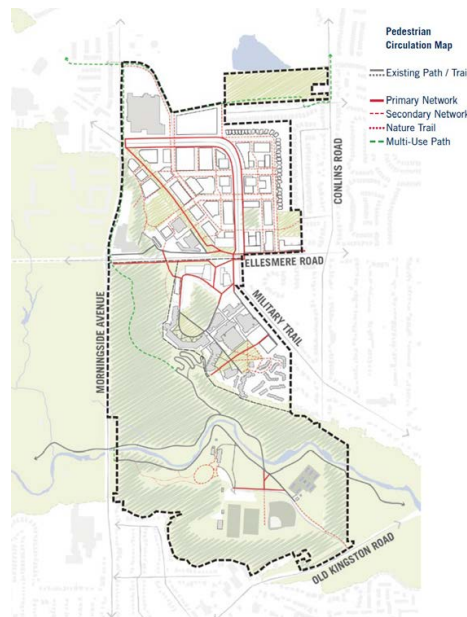 Pedestrian
Circulation Map
Existing Path / Trai
Primary Network
Secondary Network
Nature Trail
Multi-Use Path
CONLINS ROAD
ELLESMERE ROAD
MILITARY TRAIL
MORNINGSIDE AVENUE
OLD KINGSTON ROAD